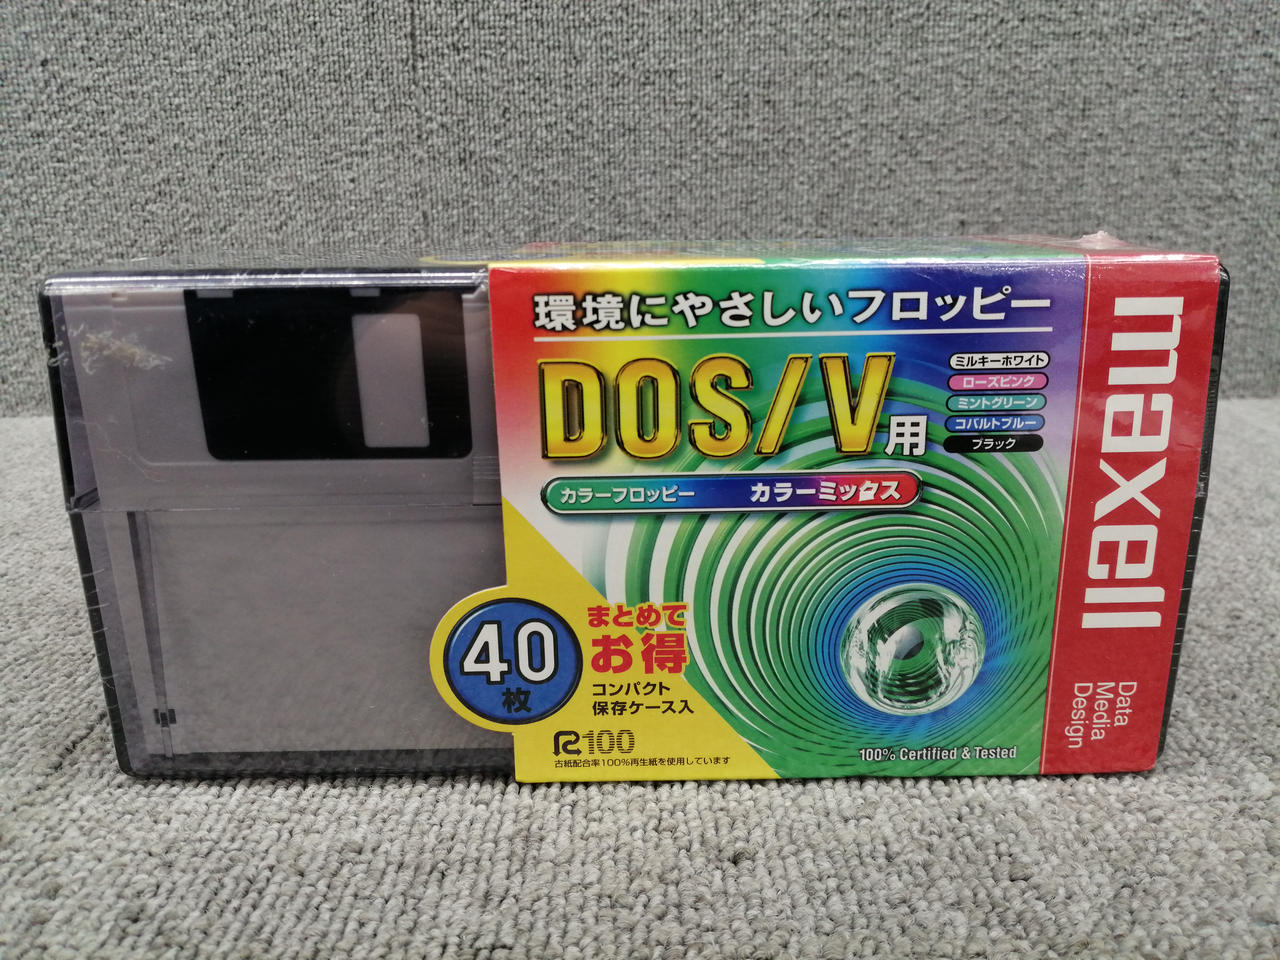 環境にやさしいフロッピー
DOS/V用
ミルキーホワイト
ローズピンク
ミントグリーン
コバルトブルー
ブラック
カラーフロッピー カラーミックス
40枚
まとめて
お得
コンパクト
保存ケース入
R100
古紙配合率100%再生紙を使用しています
100% Certified & Tested
maxell
Data
Media
Design